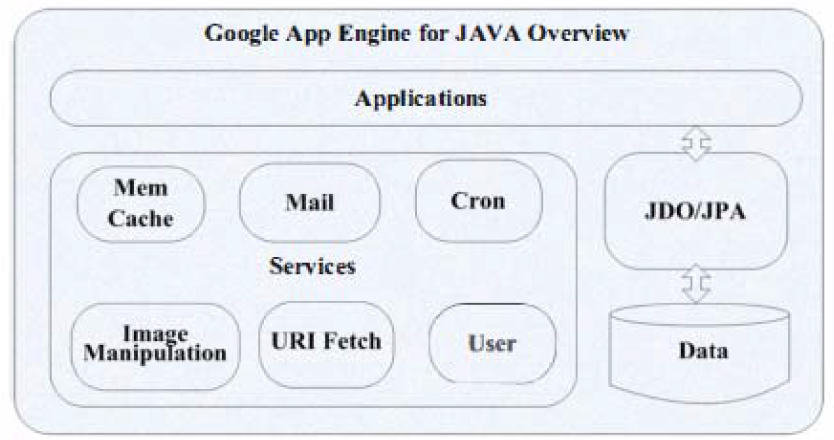 Google App Engine for JAVA Overview
Applications
Mem
Cache
Mail
Cron
JDO/JPA
Services
Image
Manipulation
URI Fetch
User
Data